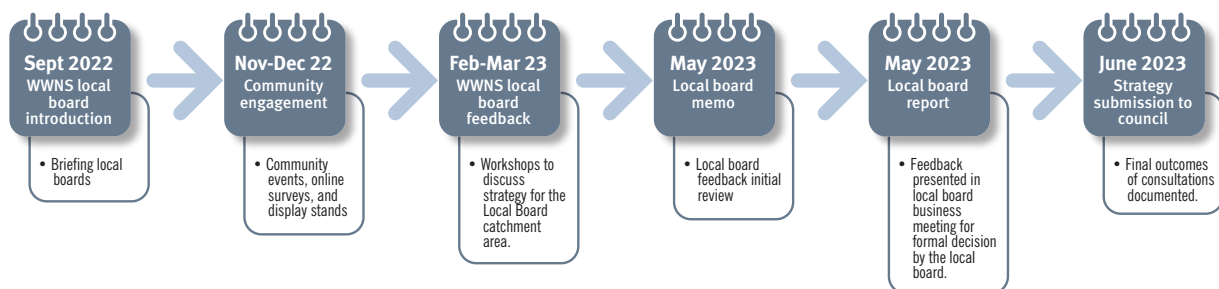 Sept 2022
WWNS local
board
introduction
• Briefing local
boards
Nov-Dec 22
Community
engagement
• Community
events, online
surveys, and
display stands
Feb-Mar 23
WWNS local
board
feedback
• Workshops to
discuss
strategy for the
Local Board
catchment
area.
May 2023
Local board
memo
• Local board
feedback initial
review
May 2023
Local board
report
• Feedback
presented in
local board
business
meeting for
formal decision
by the local
board.
June 2023
Strategy
submission to
council
• Final outcomes
of consultations
documented.